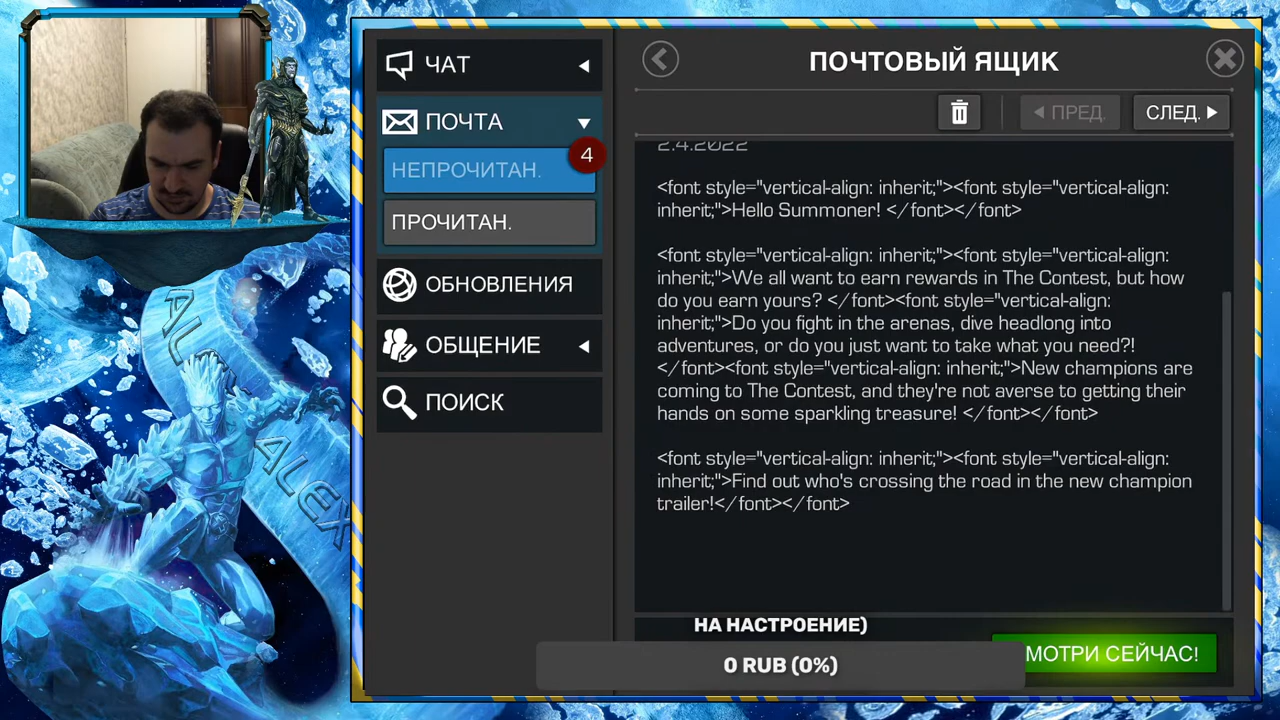 ЧАТ
ПОЧТА
4
НЕПРОЧИТАН.
ПРОЧИТАН.
ОБНОВЛЕНИЯ
ОБЩЕНИЕ
ПОИСК
ALEX
ALEX
ПОЧТОВЫЙ ЯЩИК
ПРЕД.
СЛЕД.
2.4.2022
<font style="vertical-align: inherit;"><font style="vertical-align:
inherit;">Hello Summoner! </font></font>
<font style="vertical-align: inherit;"><font style="vertical-align:
inherit;">We all want to earn rewards in The Contest, but how
do you earn yours? </font><font style="vertical-align:
inherit;">Do you fight in the arenas, dive headlong into
adventures, or do you just want to take what you need?!
</font><font style="vertical-align: inherit;">New champions are
coming to The Contest, and they're not averse to getting their
hands on some sparkling treasure! </font></font>
<font style="vertical-align: inherit;"><font style="vertical-align:
inherit;">Find out who's crossing the road in the new champion
trailer!</font></font>
НА НАСТРОЕНИЕ)
0 RUB (0%)
МОТРИ СЕЙЧАС!